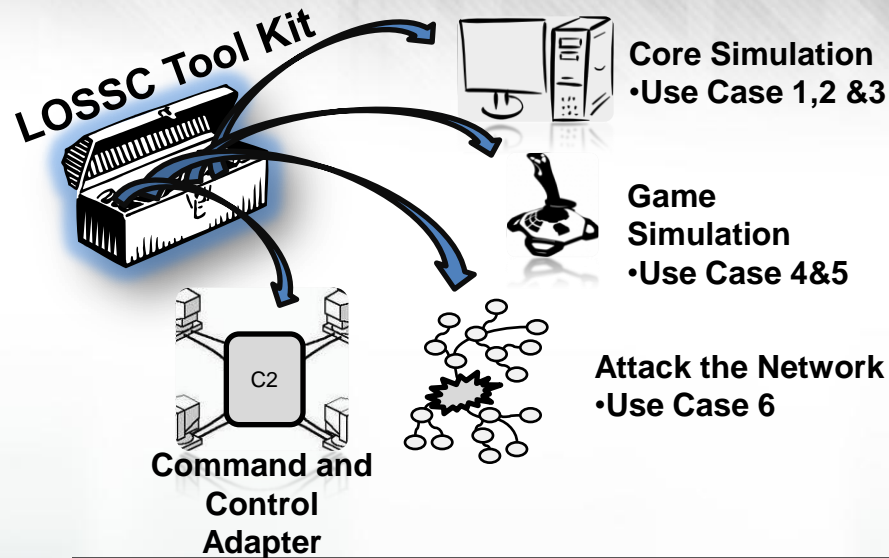 LOSSC Tool Kit
Core Simulation
•Use Case 1,2 &3
Game
Simulation
•Use Case 4&5
Attack the Network
•Use Case 6
C2
Command and
Control
Adapter